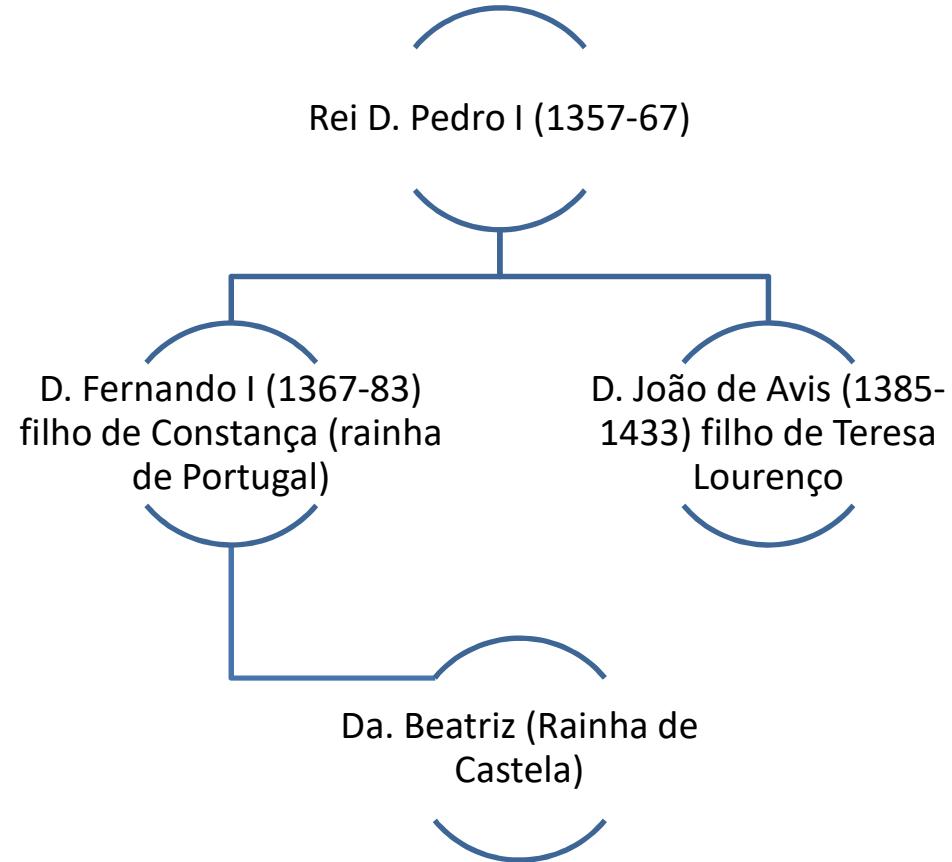 Rei D. Pedro I (1357-67)
D. Fernando I (1367-83)
filho de Constança (rainha
de Portugal)
D. João de Avis (1385-
1433) filho de Teresa
Lourenço
Da. Beatriz (Rainha de
Castela)